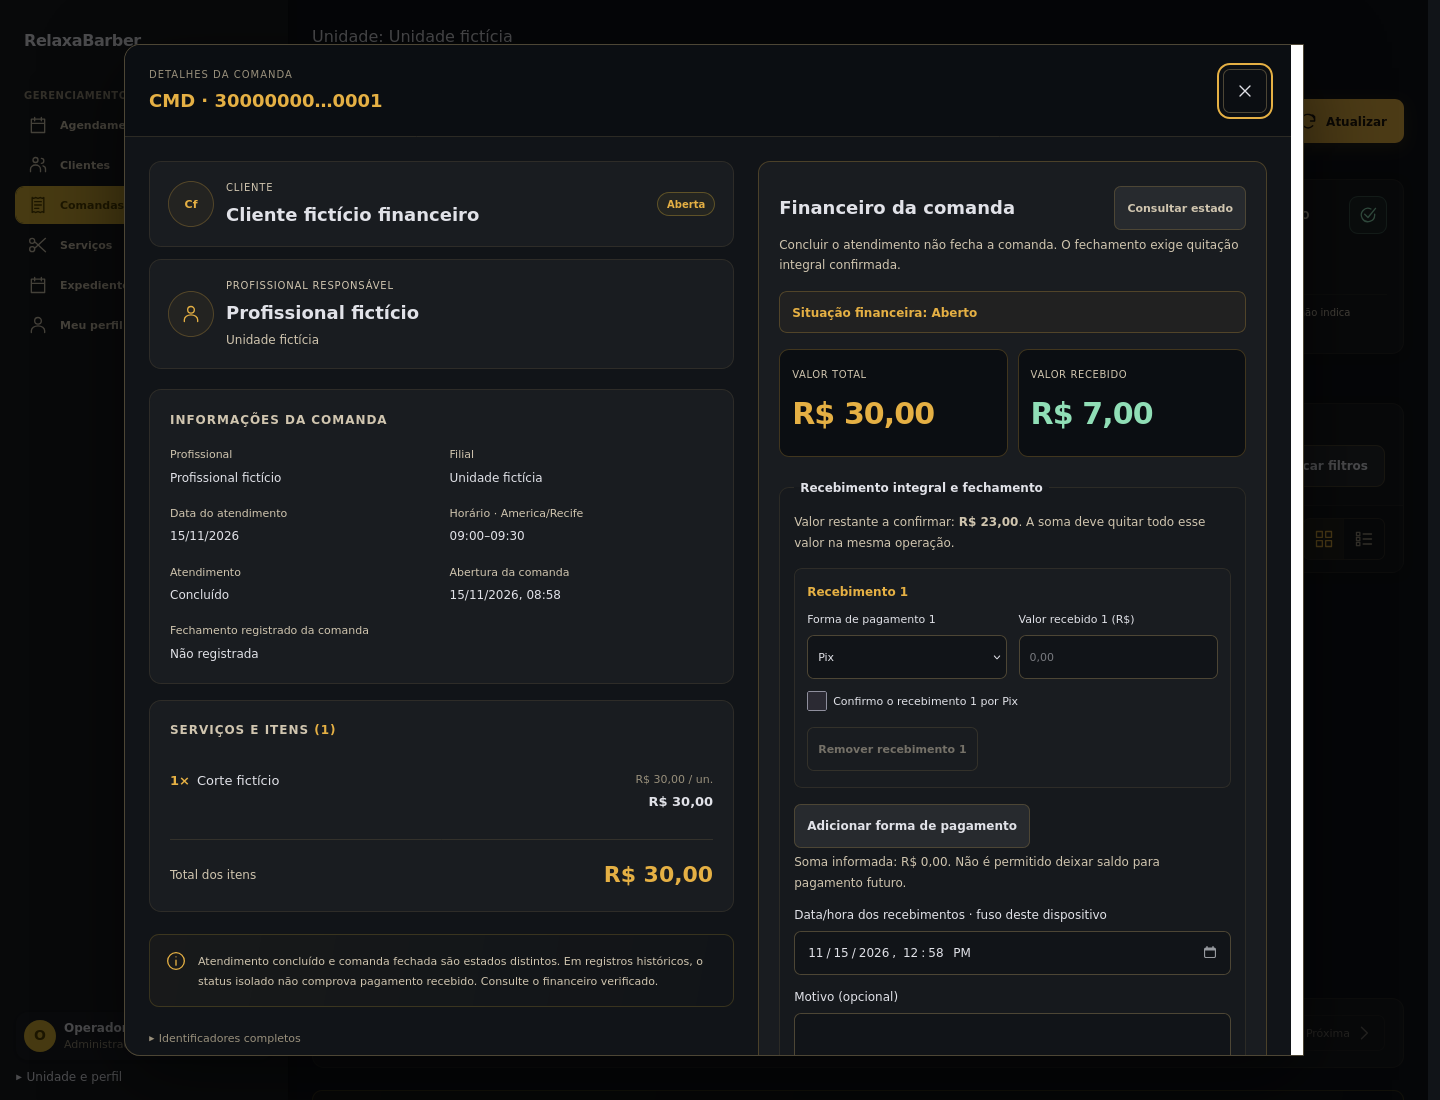 RelaxaBarber
Unidade: Unidade fictícia
GERENCIAMENTO
Agendame
Clientes
Comandas
Serviços
Expediente
Meu perfil
Atualizar
ão indica
car filtros
Próxima
Operador
Administra
O
▸ Unidade e perfil
DETALHES DA COMANDA
CMD · 30000000…0001
Cf
CLIENTE
Cliente fictício financeiro
Aberta
PROFISSIONAL RESPONSÁVEL
Profissional fictício
Unidade fictícia
INFORMAÇÕES DA COMANDA
Profissional
Filial
Profissional fictício
Unidade fictícia
Data do atendimento
Horário · America/Recife
15/11/2026
09:00–09:30
Atendimento
Abertura da comanda
Concluído
15/11/2026, 08:58
Fechamento registrado da comanda
Não registrada
SERVIÇOS E ITENS (1)
1× Corte fictício
R$ 30,00 / un.
R$ 30,00
Total dos itens
R$ 30,00
Atendimento concluído e comanda fechada são estados distintos. Em registros históricos, o
status isolado não comprova pagamento recebido. Consulte o financeiro verificado.
▸ Identificadores completos
Financeiro da comanda
Consultar estado
Concluir o atendimento não fecha a comanda. O fechamento exige quitação
integral confirmada.
Situação financeira: Aberto
VALOR TOTAL
VALOR RECEBIDO
R$ 30,00
R$ 7,00
Recebimento integral e fechamento
Valor restante a confirmar: R$ 23,00. A soma deve quitar todo esse
valor na mesma operação.
Recebimento 1
Forma de pagamento 1
Valor recebido 1 (R$)
Pix
0,00
Confirmo o recebimento 1 por Pix
Remover recebimento 1
Adicionar forma de pagamento
Soma informada: R$ 0,00. Não é permitido deixar saldo para
pagamento futuro.
Data/hora dos recebimentos · fuso deste dispositivo
11/15/2026, 12:58 PM
Motivo (opcional)